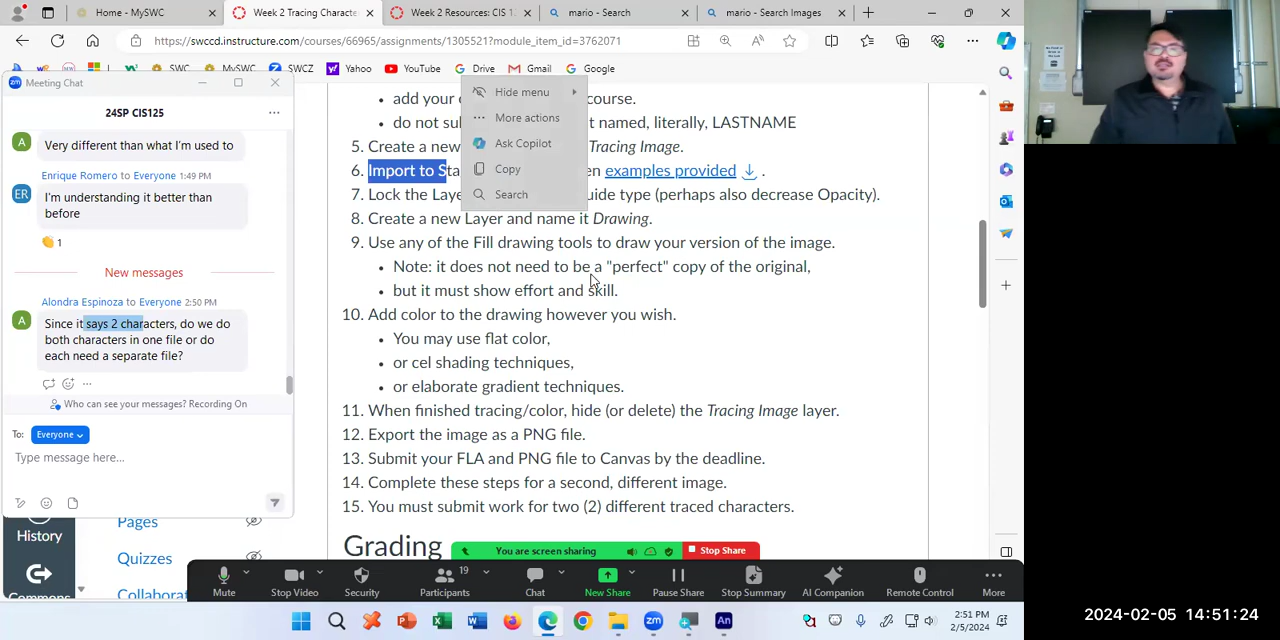 Home - MySWC
Week 2 Tracing Characte
Week 2 Resources: CIS 1
mario - Search
mario - Search Images
https://swccd.instructure.com/courses/66965/assignments/1305521?module_item_id=3762071
SWC
MySWC
SWCZ
Yahoo
YouTube
Drive
Gmail
Google
Meeting Chat
24SP CIS125
A
Very different than what I'm used to
Enrique Romero to Everyone 1:49 PM
ER
I'm understanding it better than
before
1
New messages
Alondra Espinoza to Everyone 2:50 PM
A
Since it says 2 characters, do we do
both characters in one file or do
each need a separate file?
Who can see your messages? Recording On
To: Everyone
Type message here...
History
Pages
Quizzes
Hide menu
More actions
Ask Copilot
Copy
Search
add your
course.
do not
named, literally, LASTNAME
5. Create a new
Tracing Image.
6. Import to
examples provided .
7. Lock the
type (perhaps also decrease Opacity).
8. Create a new Layer and name it Drawing.
9. Use any of the Fill drawing tools to draw your version of the image.
Note: it does not need to be a "perfect" copy of the original,
but it must show effort and skill.
10. Add color to the drawing however you wish.
You may use flat color,
or cel shading techniques,
or elaborate gradient techniques.
11. When finished tracing/color, hide (or delete) the Tracing Image layer.
12. Export the image as a PNG file.
13. Submit your FLA and PNG file to Canvas by the deadline.
14. Complete these steps for a second, different image.
15. You must submit work for two (2) different traced characters.
Grading
You are screen sharing
Stop Share
Mute
Stop Video
Security
Participants
19
Chat
New Share
Pause Share
Stop Summary
AI Companion
Remote Control
More
2:51 PM
2/5/2024
2024-02-05 14:51:24